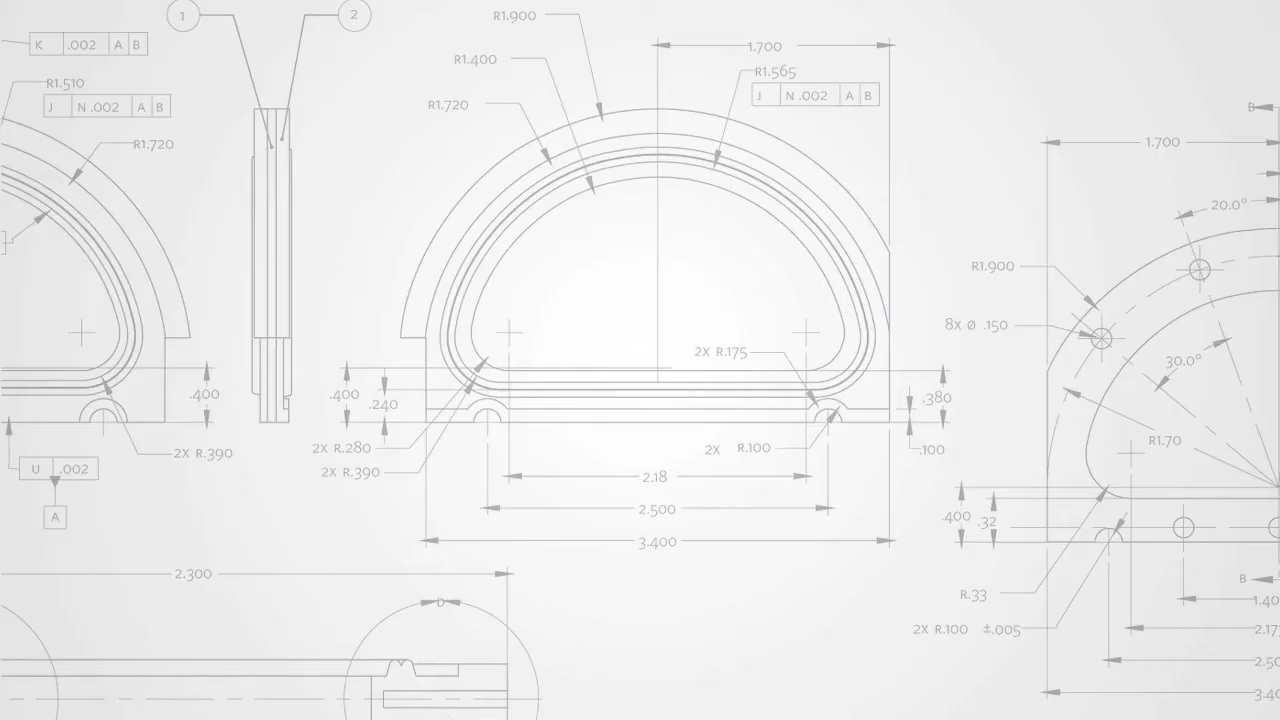 1
2
K .002 A B
R1.510
J N .002 A B
R1.720
.400
2X R.390
U .002
A
R1.900
R1.400
R1.720
1.700
R1.565
J N .002 A B
2X R.175
.400
.240
.380
.100
2X R.280
2X R.390
2X R.100
2.18
2.500
3.400
2.300
D
B
1.700
20.0°
R1.900
8X Ø .150
30.0°
R1.70
.400
.32
R.33
2X R.100 ±.005
B
1.40
2.17
2.50
3.40